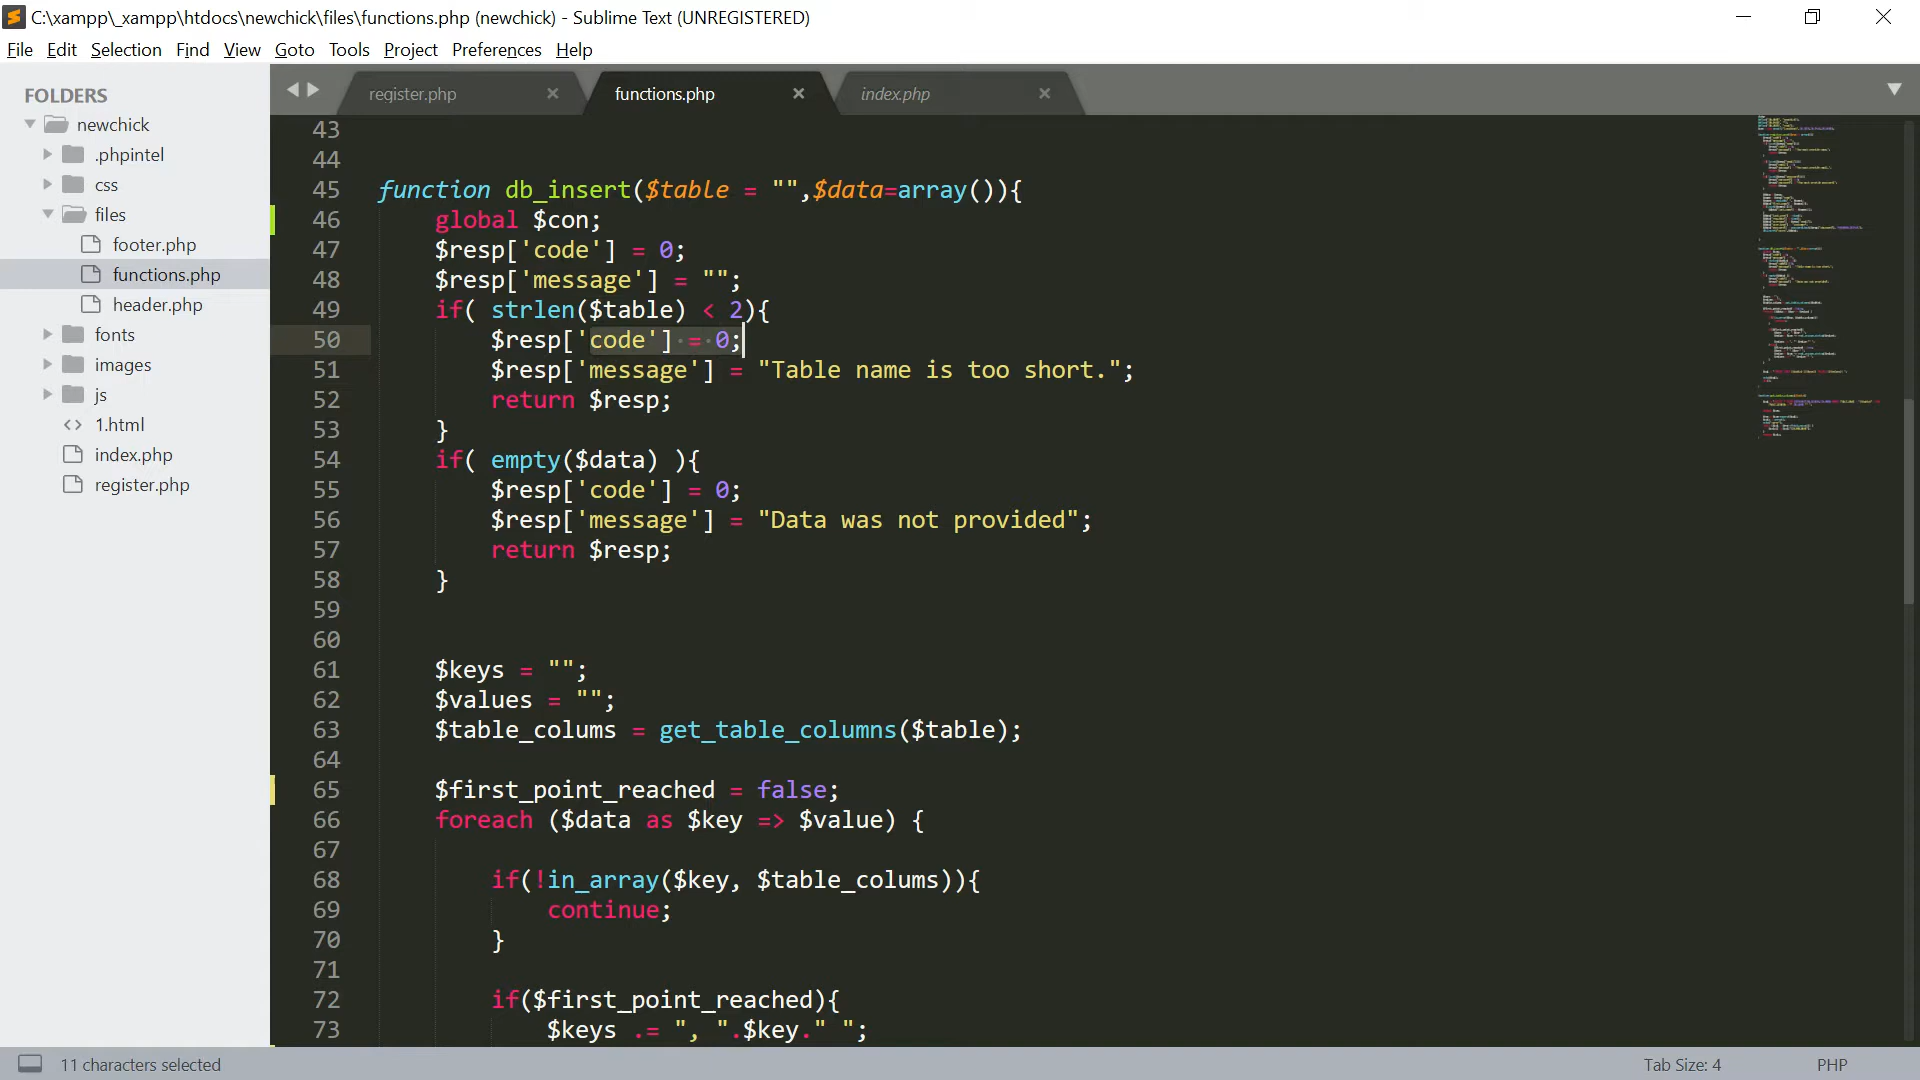 C:\xampp\_xampp\htdocs\newchick\files\functions.php (newchick) - Sublime Text (UNREGISTERED)
File Edit Selection Find View Goto Tools Project Preferences Help
FOLDERS
newchick
.phpintel
css
files
footer.php
functions.php
header.php
fonts
images
js
<> 1.html
index.php
register.php
register.php × functions.php × index.php ×
43
44
45 function db_insert($table = "",$data=array()){
46     global $con;
47     $resp['code'] = 0;
48     $resp['message'] = "";
49     if( strlen($table) < 2){
50         $resp['code'] = 0;
51         $resp['message'] = "Table name is too short.";
52         return $resp;
53     }
54     if( empty($data) ){
55         $resp['code'] = 0;
56         $resp['message'] = "Data was not provided";
57         return $resp;
58     }
59
60
61     $keys = "";
62     $values = "";
63     $table_colums = get_table_columns($table);
64
65     $first_point_reached = false;
66     foreach ($data as $key => $value) {
67
68         if(!in_array($key, $table_colums)){
69             continue;
70         }
71
72         if($first_point_reached){
73             $keys .= ", ".$key." ";
11 characters selected
Tab Size: 4
PHP